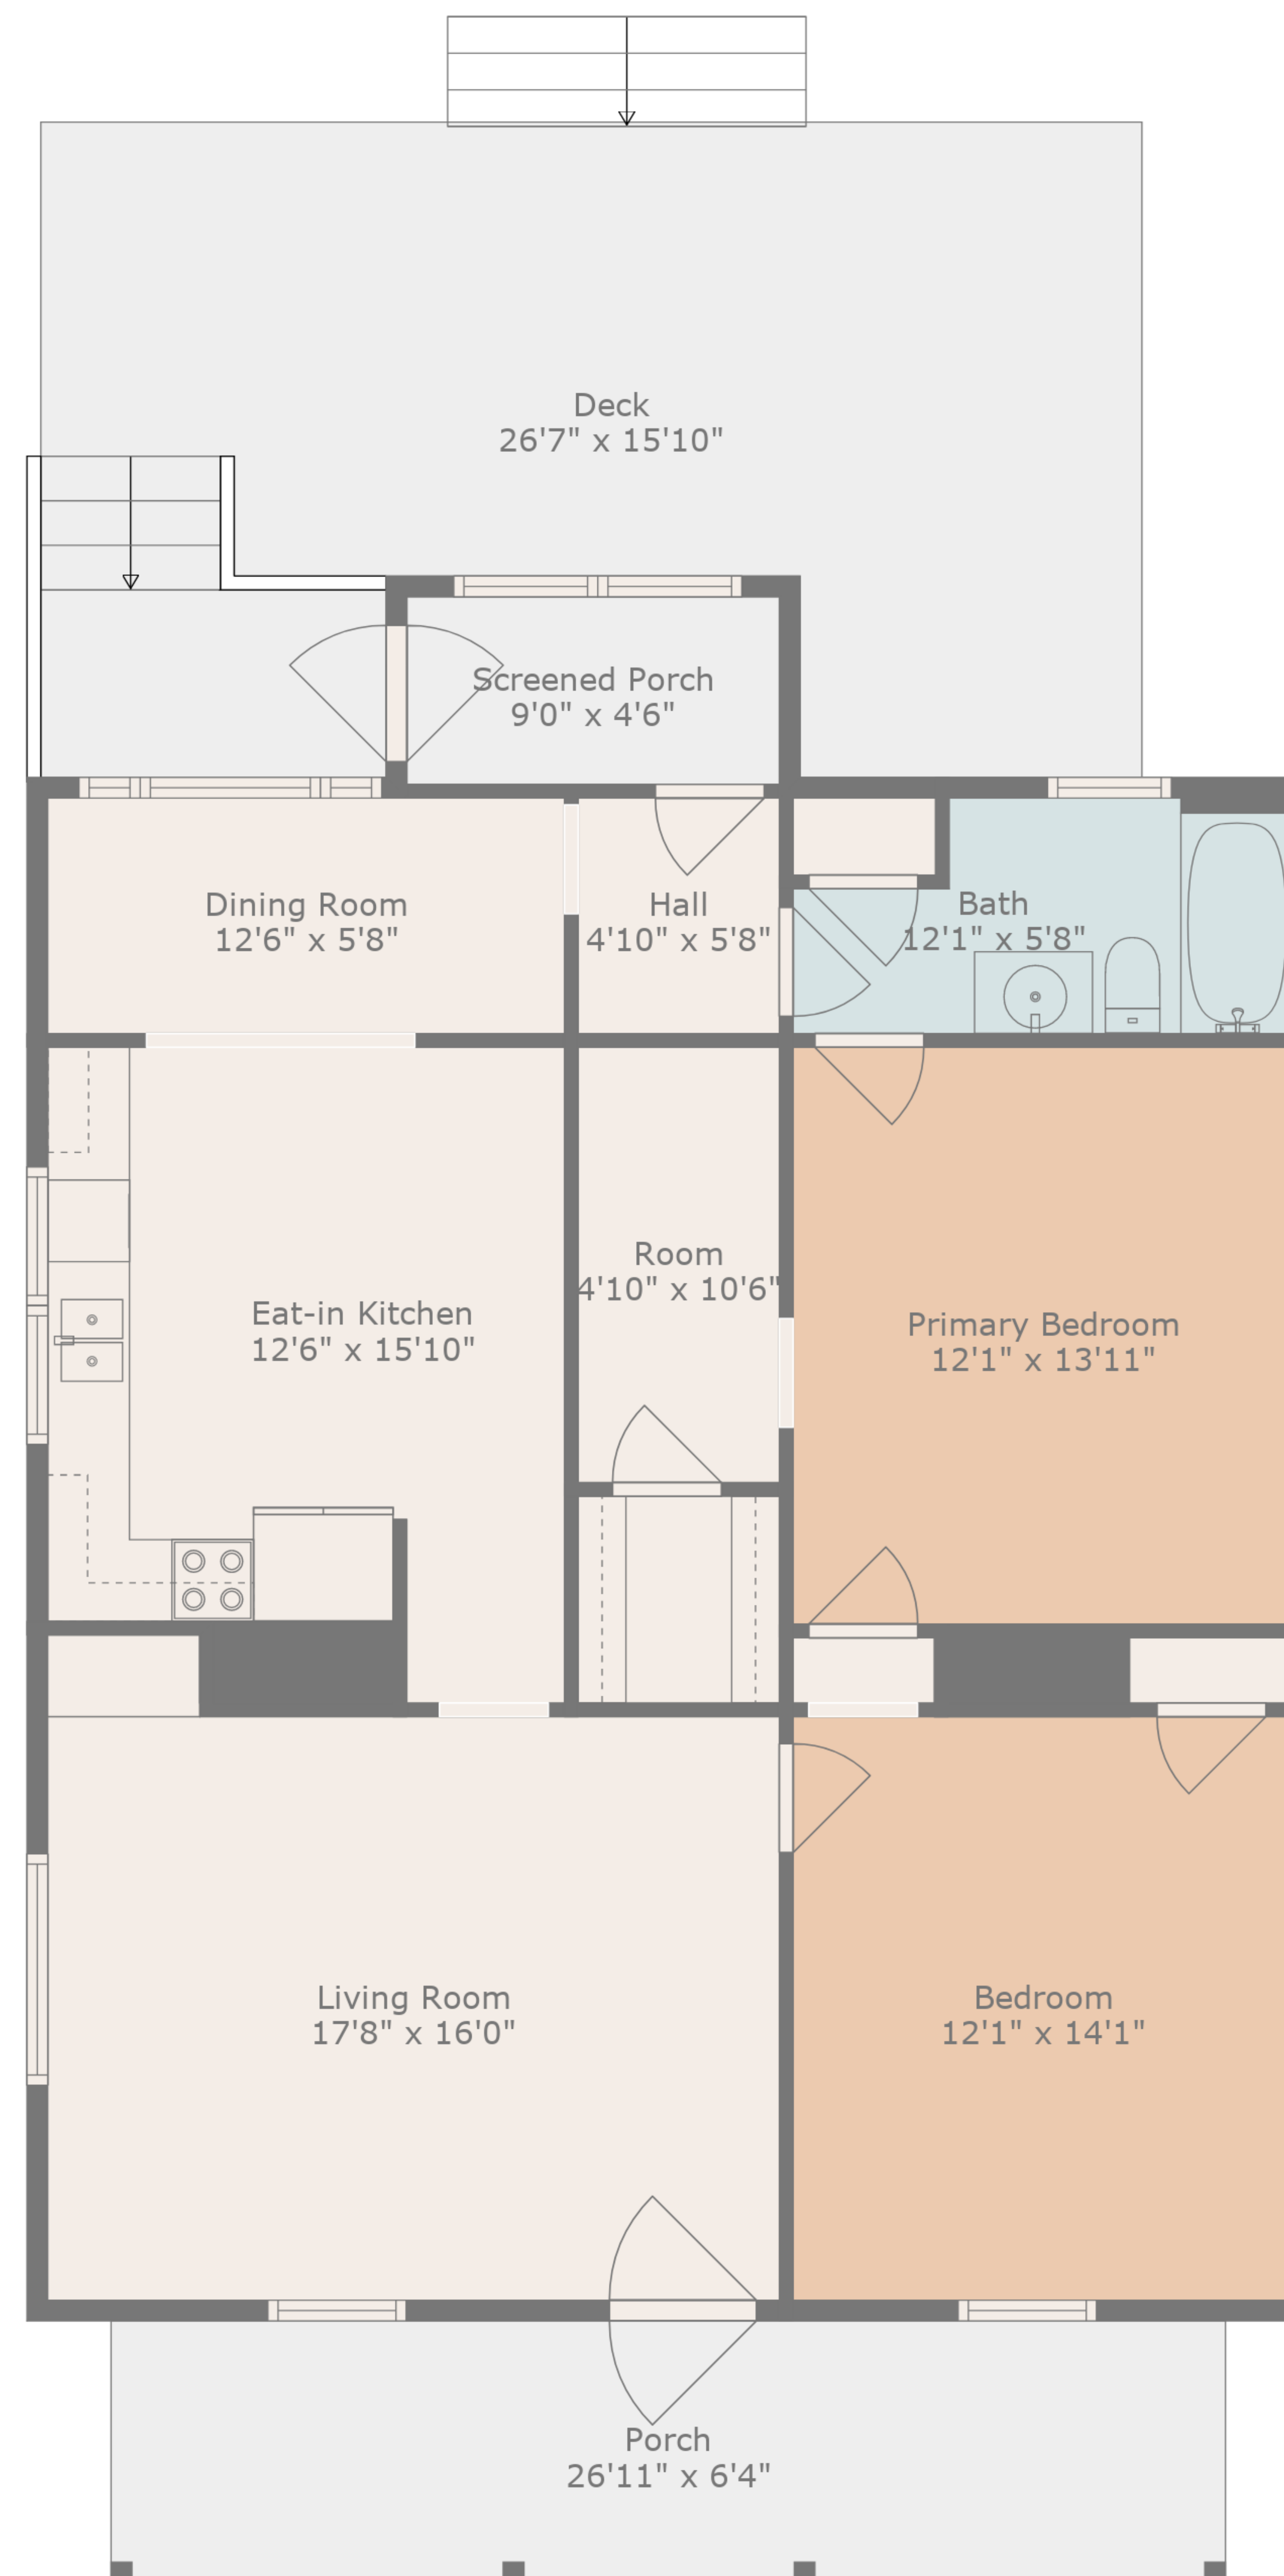 Deck
26'7" x 15'10"
Screened Porch
9'0" x 4'6"
Dining Room
12'6" x 5'8"
Hall
4'10" x 5'8"
Bath
12'1" x 5'8"
Room
4'10" x 10'6"
Eat-in Kitchen
12'6" x 15'10"
Primary Bedroom
12'1" x 13'11"
Living Room
17'8" x 16'0"
Bedroom
12'1" x 14'1"
Porch
26'11" x 6'4"